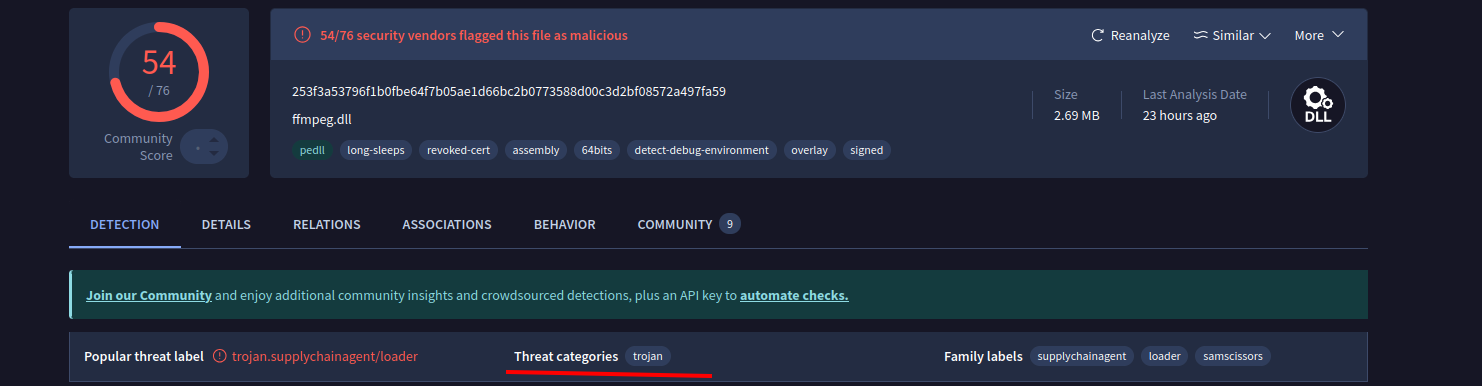 54
/ 76
Community
Score
54/76 security vendors flagged this file as malicious
Reanalyze
Similar
More
253f3a53796f1b0fbe64f7b05ae1d66bc2b0773588d00c3d2bf08572a497fa59
ffmpeg.dll
pedll long-sleeps revoked-cert assembly 64bits detect-debug-environment overlay signed
Size
2.69 MB
Last Analysis Date
23 hours ago
DLL
DETECTION DETAILS RELATIONS ASSOCIATIONS BEHAVIOR COMMUNITY 9
Join our Community and enjoy additional community insights and crowdsourced detections, plus an API key to automate checks.
Popular threat label trojan.supplychainagent/loader Threat categories trojan Family labels supplychainagent loader samscissors